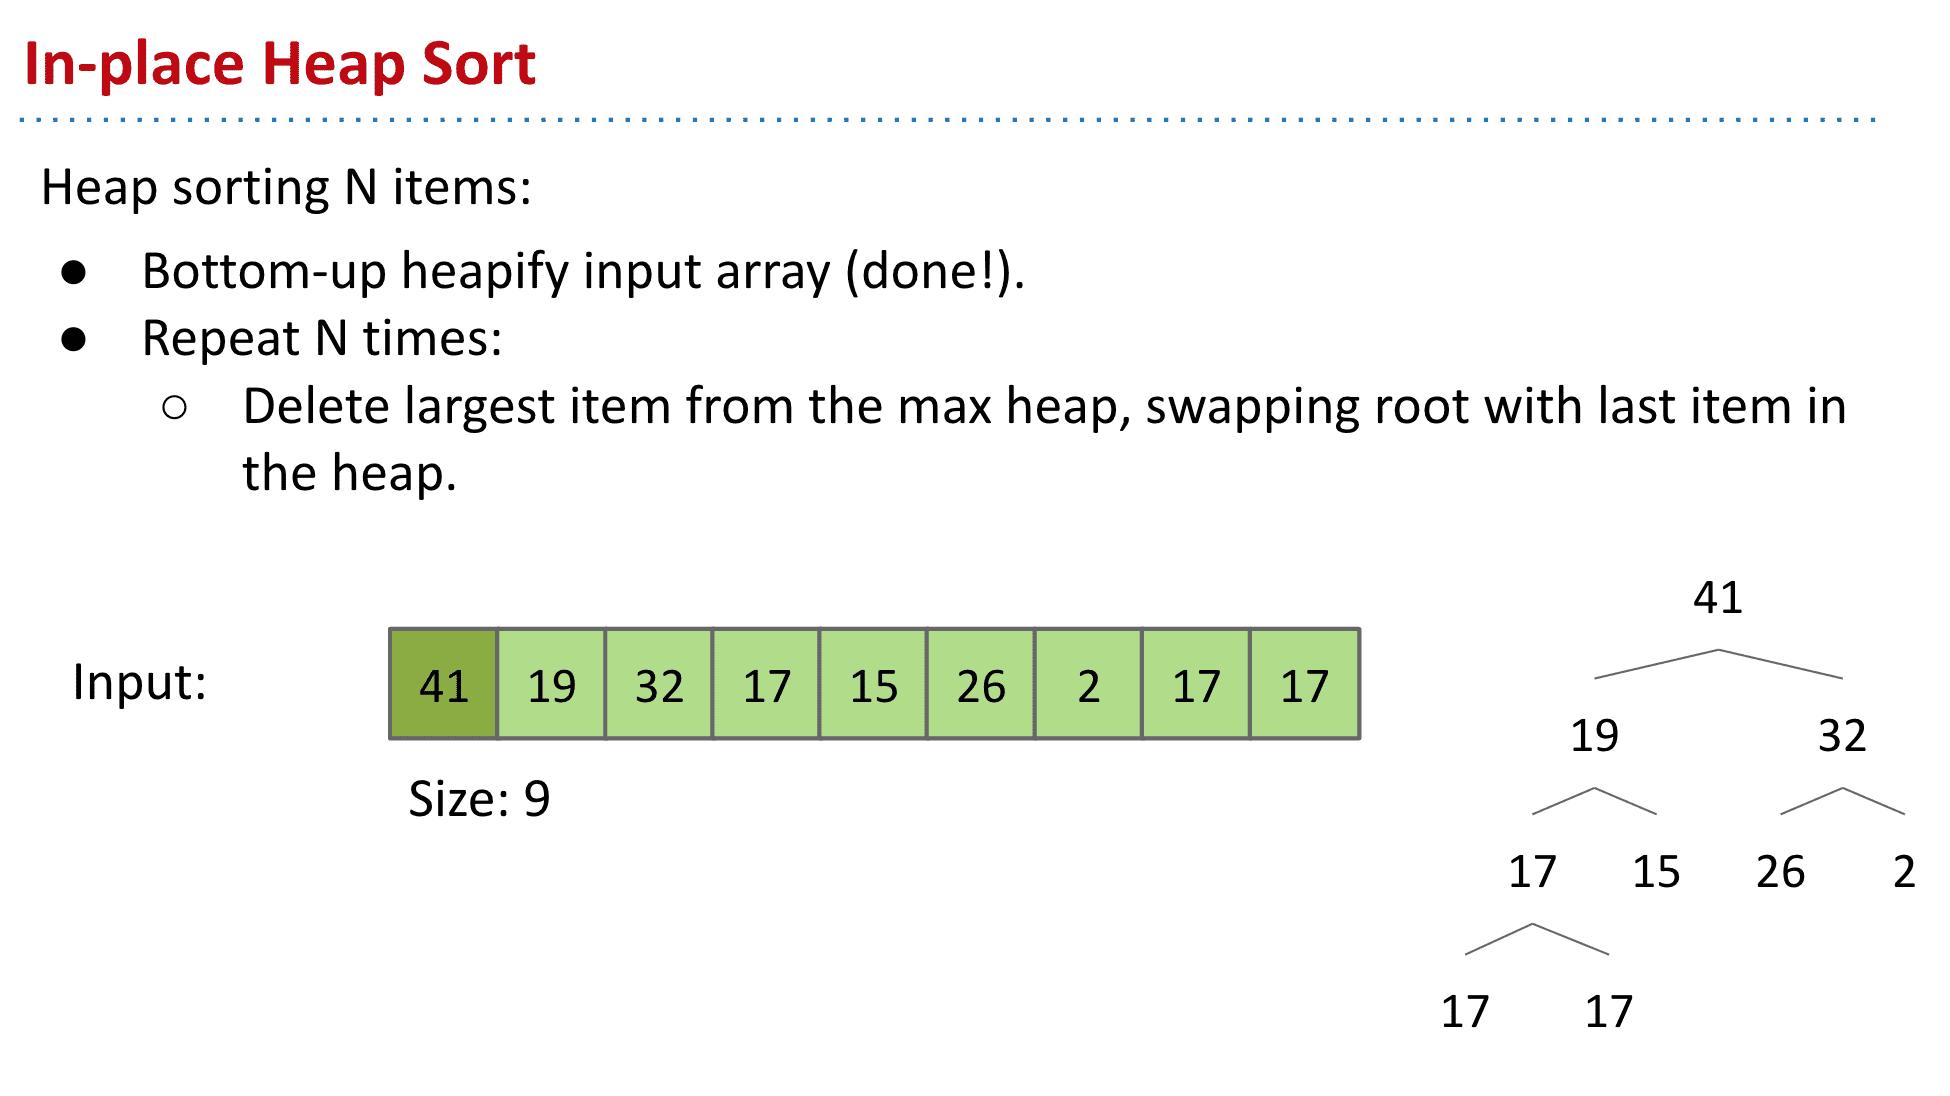 In-place Heap Sort
Heap sorting N items:
● Bottom-up heapify input array (done!).
● Repeat N times:
○ Delete largest item from the max heap, swapping root with last item in
the heap.
Input: 41 19 32 17 15 26 2 17 17
Size: 9
41
19 32
17 15 26 2
17 17